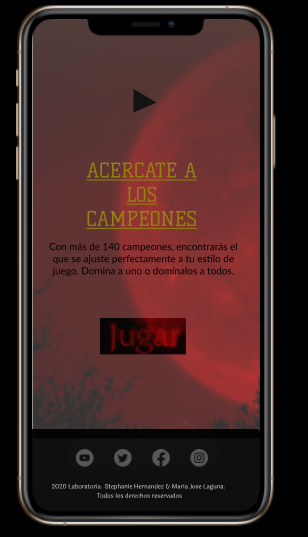 ACERCATE A
LOS
CAMPEONES
Con más de 140 campeones, encontrarás el
que se ajuste perfectamente a tu estilo de
juego. Domina a uno o domínalos a todos.
Jugar
2020 Laboratoria. Stephanie Hernandez & Maria Jose Laguna.
Todos los derechos reservados